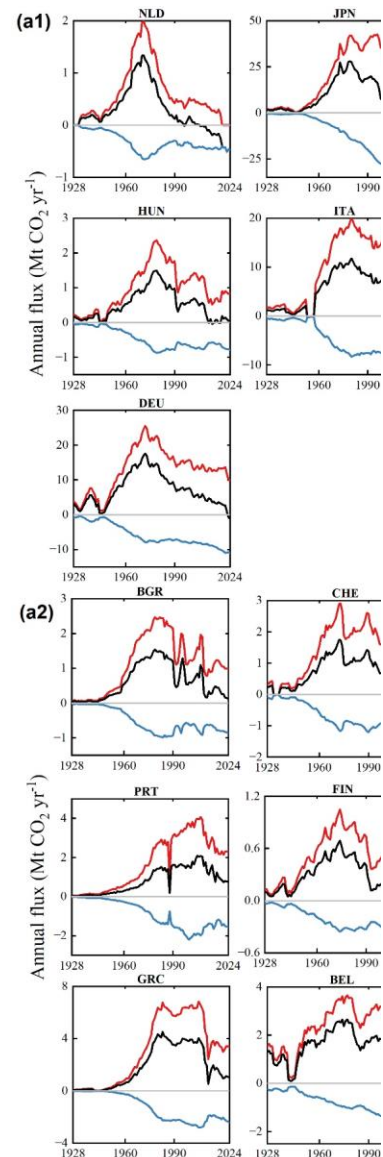 (a1)
NLD
2
1
0
−1
1928 1960 1990 2024
JPN
50
25
0
−25
1928 1960 1990
HUN
3
2
1
0
−1
1928 1960 1990 2024
ITA
20
10
0
−10
1928 1960 1990
DEU
30
20
10
0
−10
1928 1960 1990 2024
Annual flux (Mt CO2 yr-1)
(a2)
BGR
3
2
1
0
−1
1928 1960 1990 2024
CHE
3
2
1
0
−1
−2
1928 1960 1990
PRT
6
4
2
0
−2
1928 1960 1990 2024
FIN
1.2
0.6
0.0
−0.6
1928 1960 1990
GRC
8
4
0
−4
1928 1960 1990 2024
BEL
4
2
0
−2
1928 1960 1990
Annual flux (Mt CO2 yr-1)